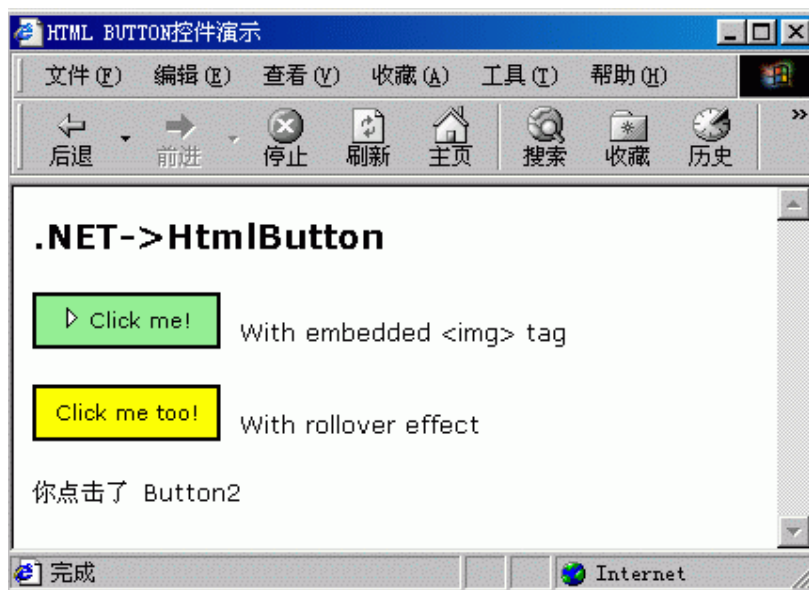 HTML BUTTON控件演示
文件(F) 编辑(E) 查看(V) 收藏(A) 工具(T) 帮助(H)
后退 前进 停止 刷新 主页 搜索 收藏 历史 »
.NET->HtmlButton
Click me! With embedded <img> tag
Click me too! With rollover effect
你点击了 Button2
完成 Internet